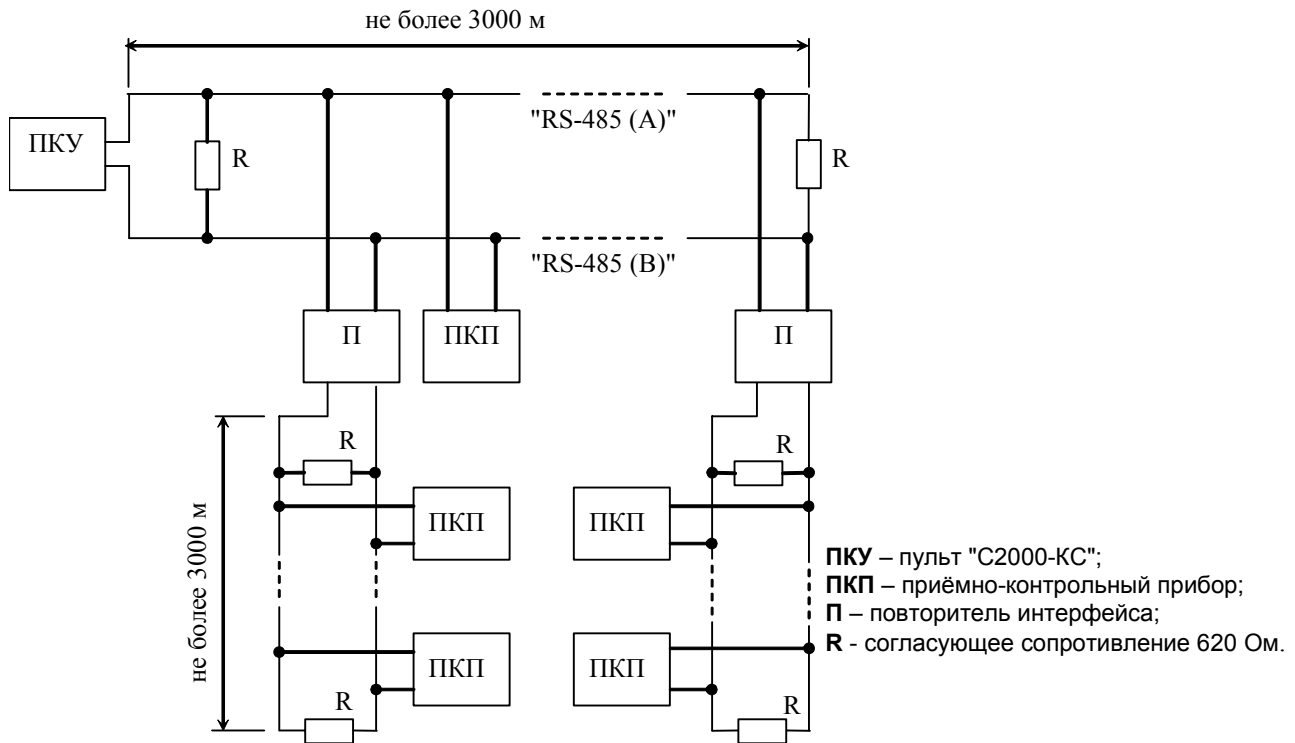 не более 3000 м
"RS-485 (A)"
ПКУ
R
R
"RS-485 (B)"
П
ПКП
П
не более 3000 м
R
R
ПКП
ПКП
ПКУ – пульт "С2000-КС";
ПКП – приёмно-контрольный прибор;
П – повторитель интерфейса;
R - согласующее сопротивление 620 Ом.
ПКП
ПКП
R
R